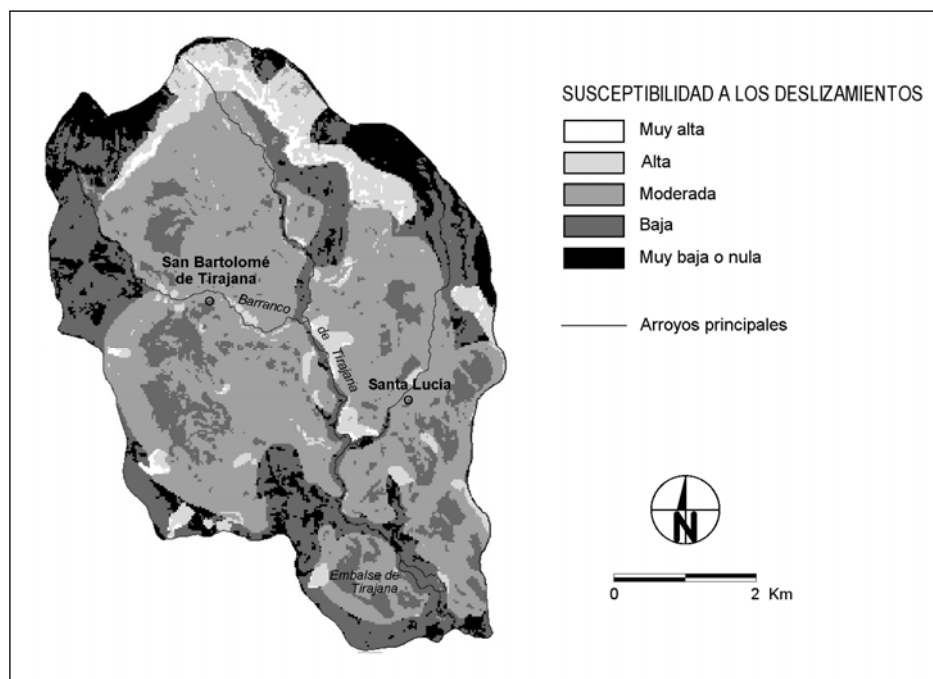 SUSCEPTIBILIDAD A LOS DESLIZAMIENTOS
Muy alta
Alta
Moderada
Baja
Muy baja o nula
Arroyos principales
San Bartolomé
de Tirajana
Barranco
de Tirajana
Santa Lucia
Embalse de
Tirajana
N
0 2 Km